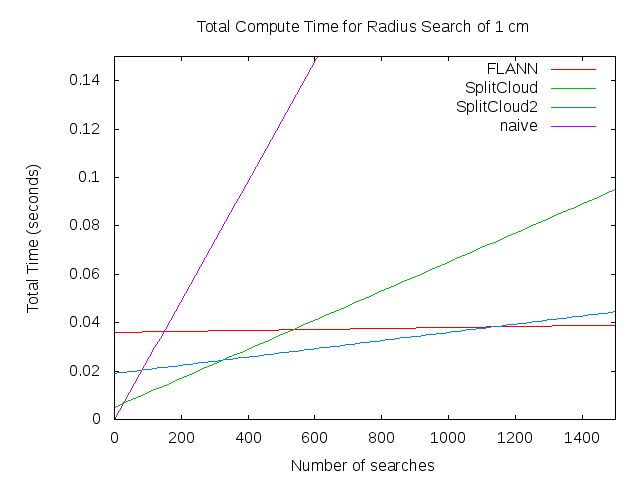 Total Compute Time for Radius Search of 1 cm
FLANN
SplitCloud
SplitCloud2
naive
0.14
0.12
0.1
0.08
0.06
0.04
0.02
0
Total Time (seconds)
0 200 400 600 800 1000 1200 1400
Number of searches